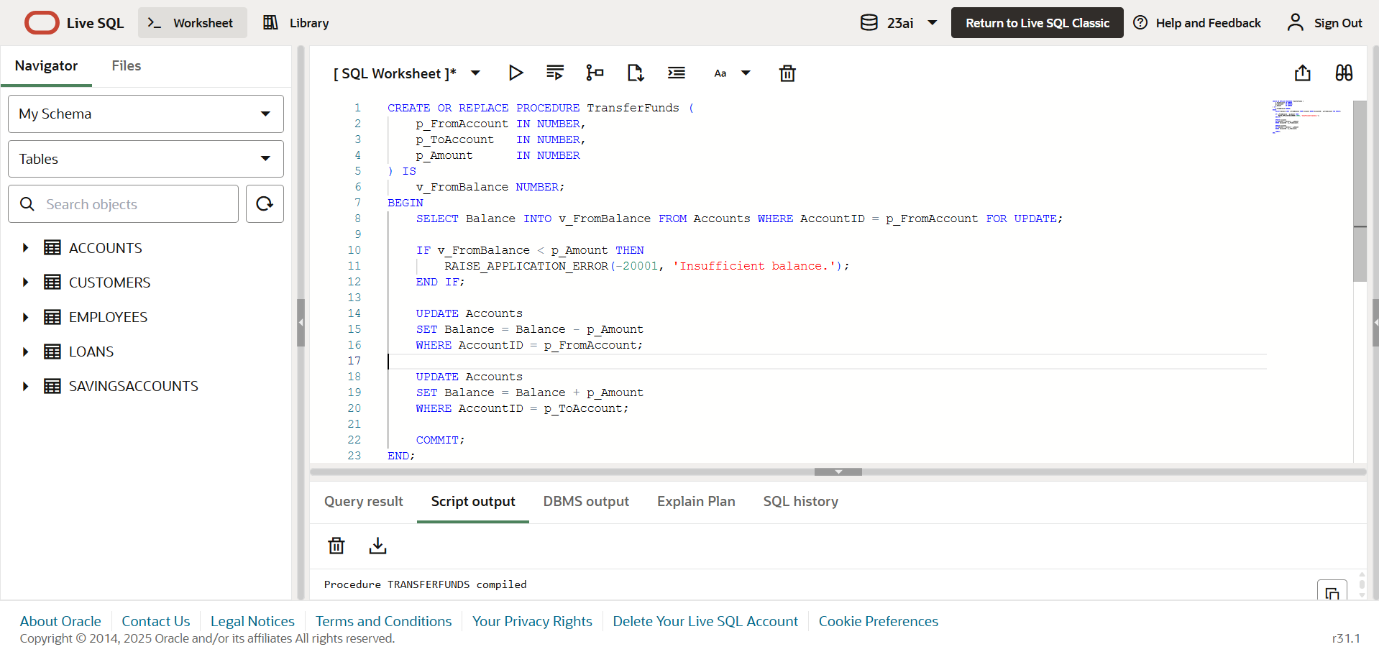 Live SQL
>_ Worksheet
Library
23ai
Return to Live SQL Classic
Help and Feedback
Sign Out
Navigator
Files
My Schema
Tables
Search objects
ACCOUNTS
CUSTOMERS
EMPLOYEES
LOANS
SAVINGSACCOUNTS
[ SQL Worksheet ]*
Aa
1 CREATE OR REPLACE PROCEDURE TransferFunds (
2     p_FromAccount IN NUMBER,
3     p_ToAccount   IN NUMBER,
4     p_Amount      IN NUMBER
5 ) IS
6     v_FromBalance NUMBER;
7 BEGIN
8     SELECT Balance INTO v_FromBalance FROM Accounts WHERE AccountID = p_FromAccount FOR UPDATE;
9
10     IF v_FromBalance < p_Amount THEN
11         RAISE_APPLICATION_ERROR(-20001, 'Insufficient balance.');
12     END IF;
13
14     UPDATE Accounts
15     SET Balance = Balance - p_Amount
16     WHERE AccountID = p_FromAccount;
17
18     UPDATE Accounts
19     SET Balance = Balance + p_Amount
20     WHERE AccountID = p_ToAccount;
21
22     COMMIT;
23 END;
Query result
Script output
DBMS output
Explain Plan
SQL history
Procedure TRANSFERFUNDS compiled
About Oracle
Contact Us
Legal Notices
Terms and Conditions
Your Privacy Rights
Delete Your Live SQL Account
Cookie Preferences
Copyright © 2014, 2025 Oracle and/or its affiliates All rights reserved.
r31.1